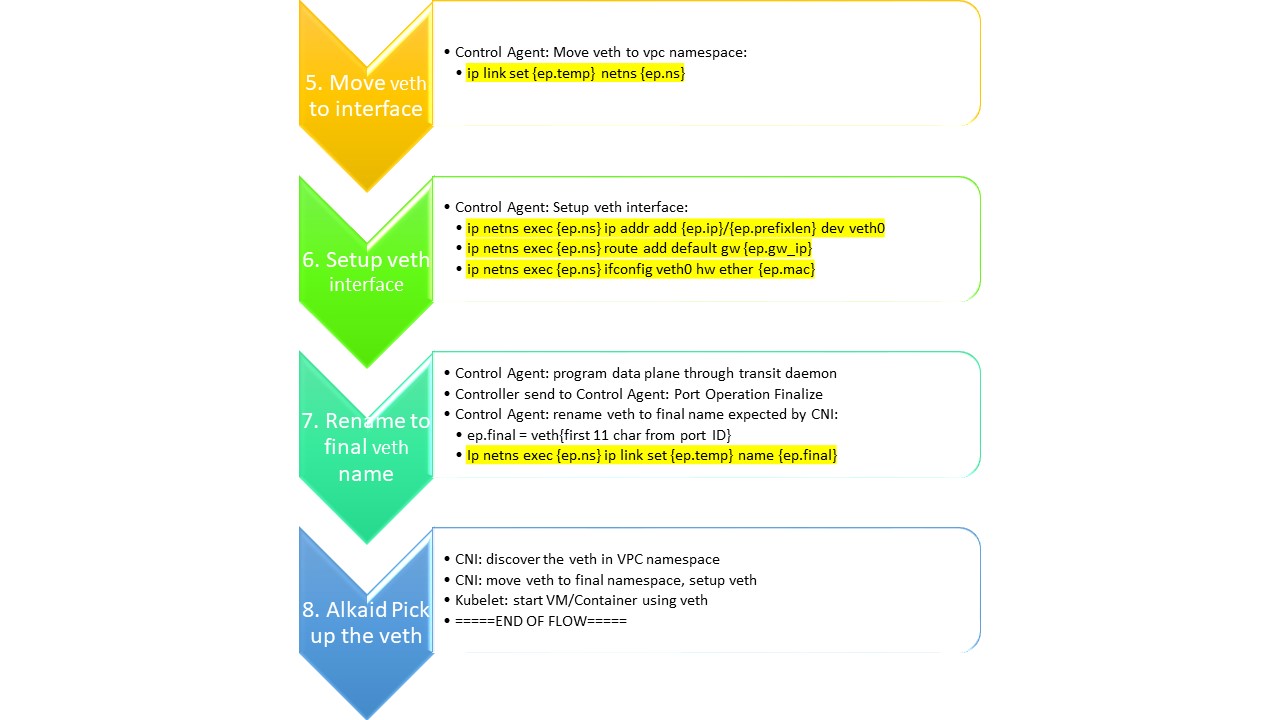 5. Move veth
to interface
• Control Agent: Move veth to vpc namespace:
• ip link set {ep.temp} netns {ep.ns}
6. Setup veth
interface
• Control Agent: Setup veth interface:
• ip netns exec {ep.ns} ip addr add {ep.ip}/{ep.prefixlen} dev veth0
• ip netns exec {ep.ns} route add default gw {ep.gw_ip}
• ip netns exec {ep.ns} ifconfig veth0 hw ether {ep.mac}
7. Rename to
final veth
name
• Control Agent: program data plane through transit daemon
• Controller send to Control Agent: Port Operation Finalize
• Control Agent: rename veth to final name expected by CNI:
• ep.final = veth{first 11 char from port ID}
• Ip netns exec {ep.ns} ip link set {ep.temp} name {ep.final}
8. Alkaid Pick
up the veth
• CNI: discover the veth in VPC namespace
• CNI: move veth to final namespace, setup veth
• Kubelet: start VM/Container using veth
• =====END OF FLOW=====